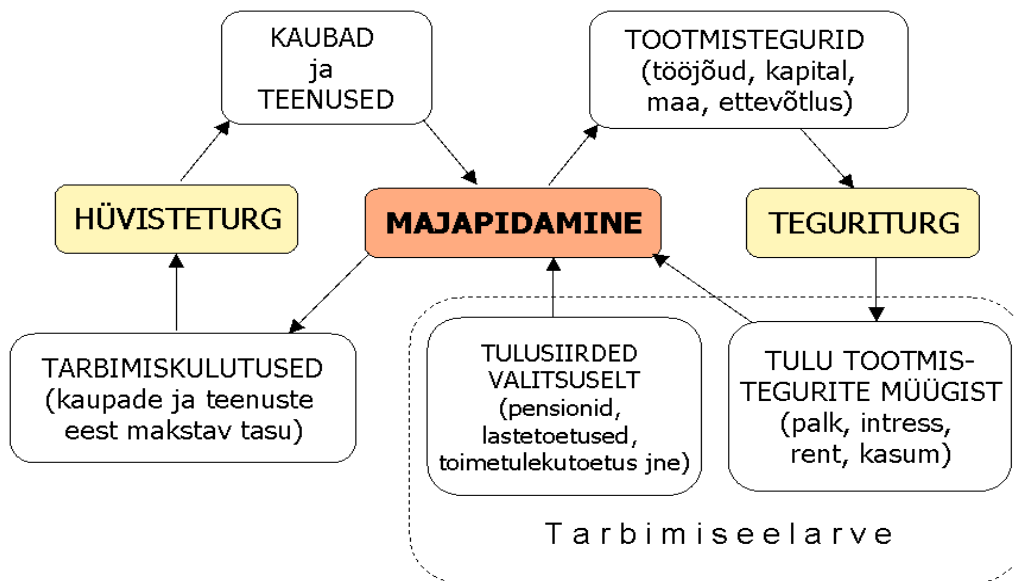 KAUBAD
ja
TEENUSED
TOOTMISTEGURID
(tööjõud, kapital,
maa, ettevõtlus)
HÜVISTETURG
MAJAPIDAMINE
TEGURITURG
TARBIMISKULUTUSED
(kaupade ja teenuste
eest makstav tasu)
TULUSIIRDED
VALITSUSELT
(pensionid,
lastetoetused,
toimetulekutoetus jne)
TULU TOOTMIS-
TEGURITE MÜÜGIST
(palk, intress,
rent, kasum)
Tarbimiseelarve